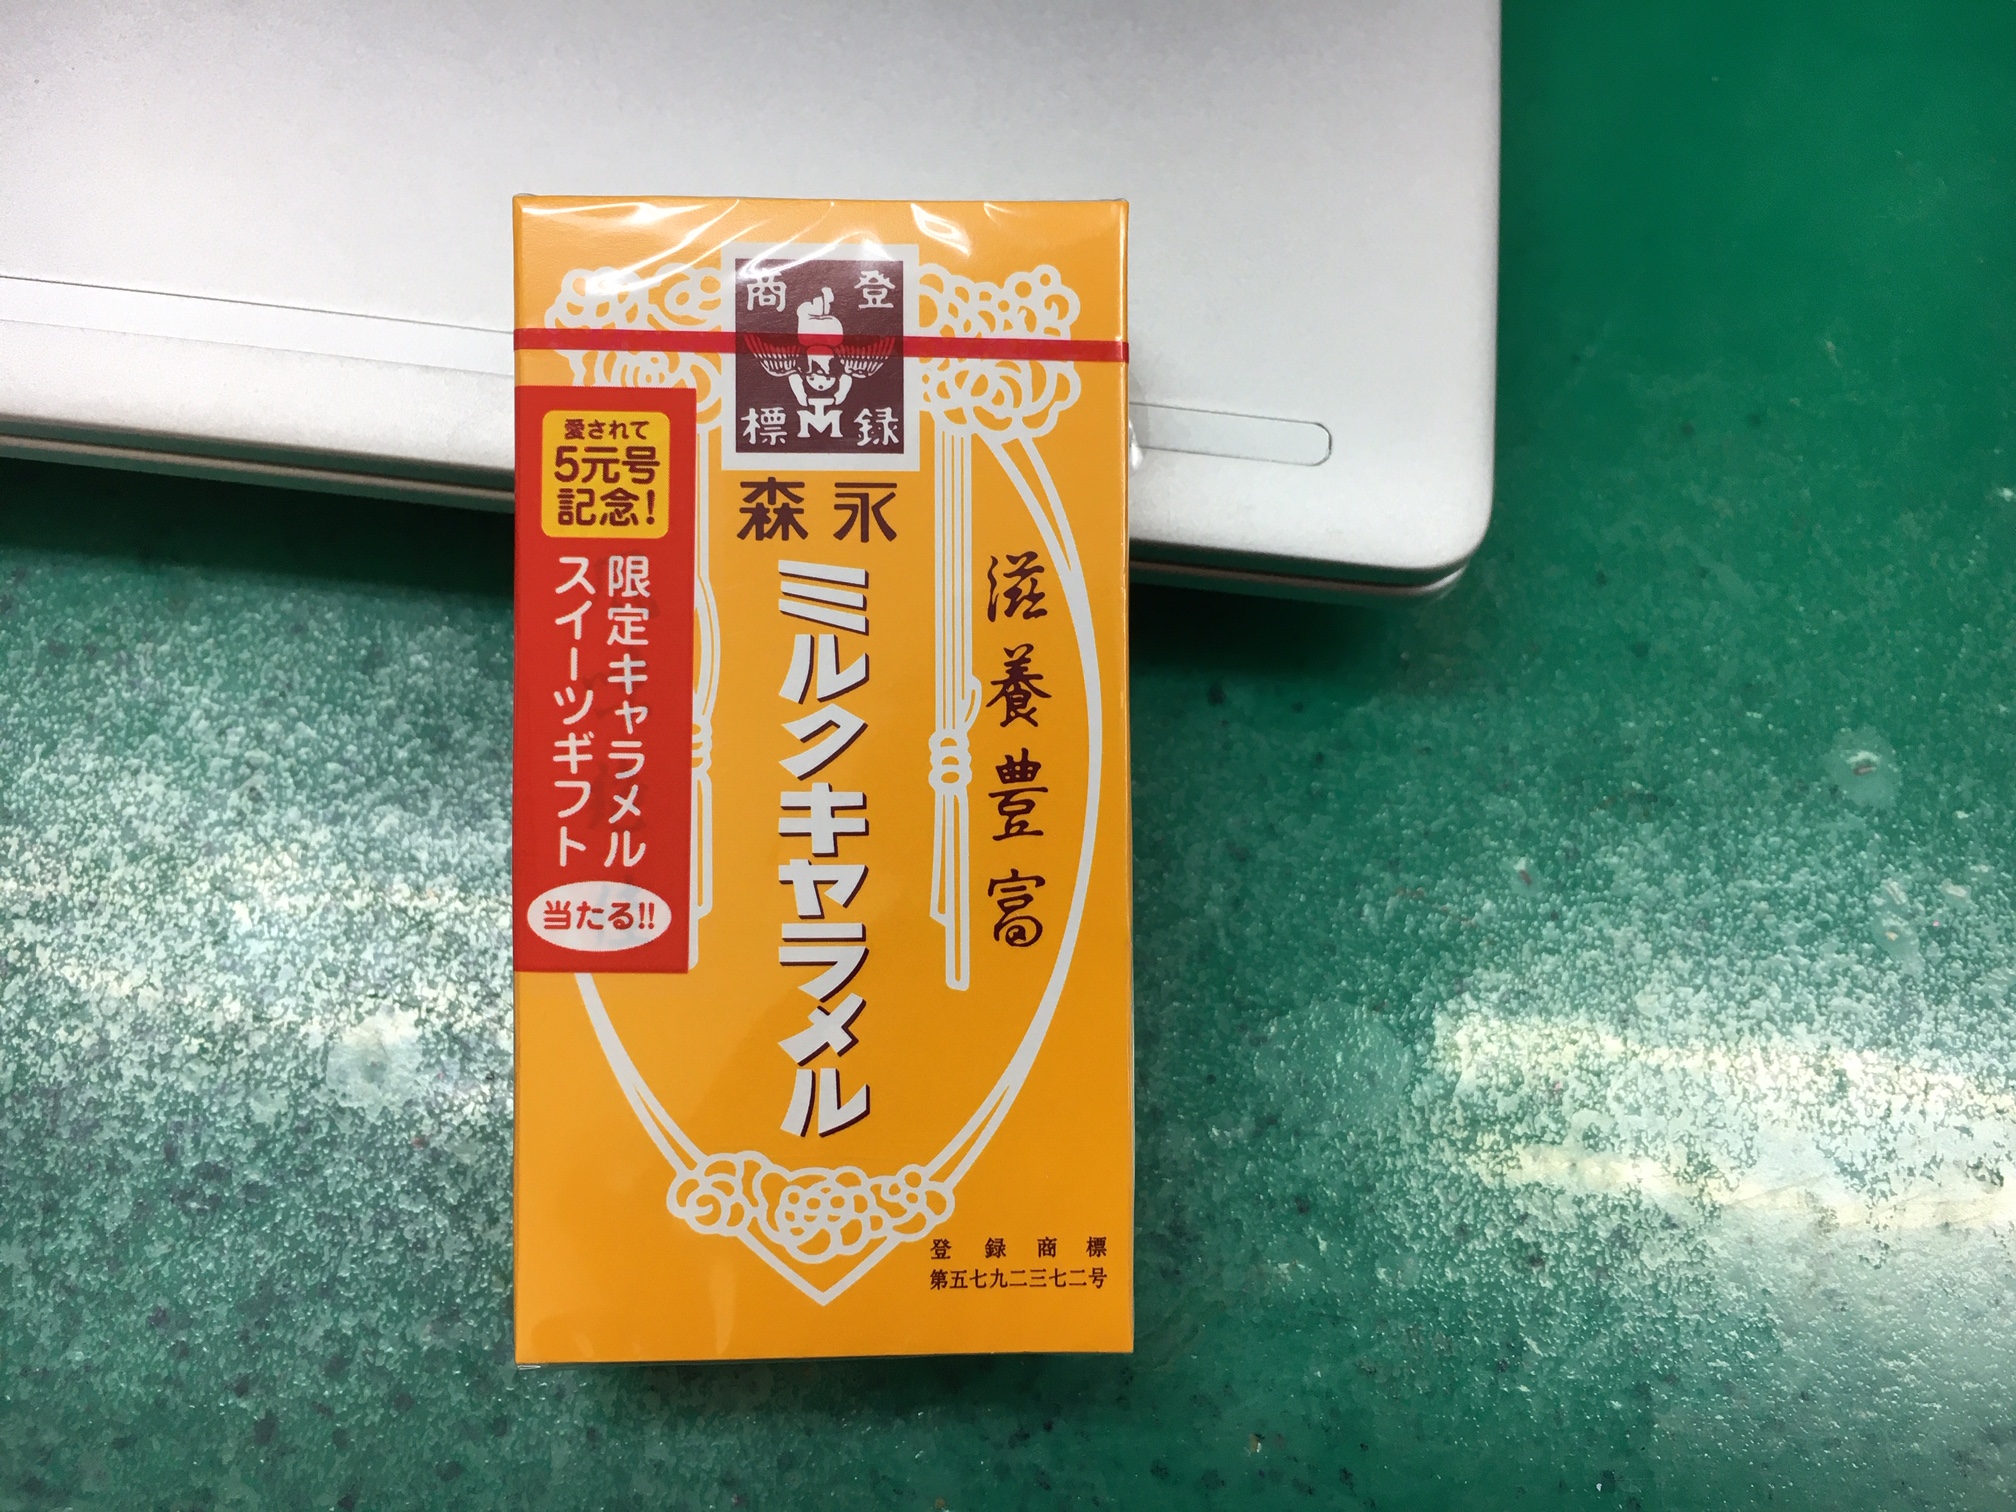 登録商標
M
森永
ミルクキャラメル
滋養豊富
愛されて
5元号
記念!
限定キャラメル
スイーツギフト
当たる!!
登録商標
第五七九二三七二号